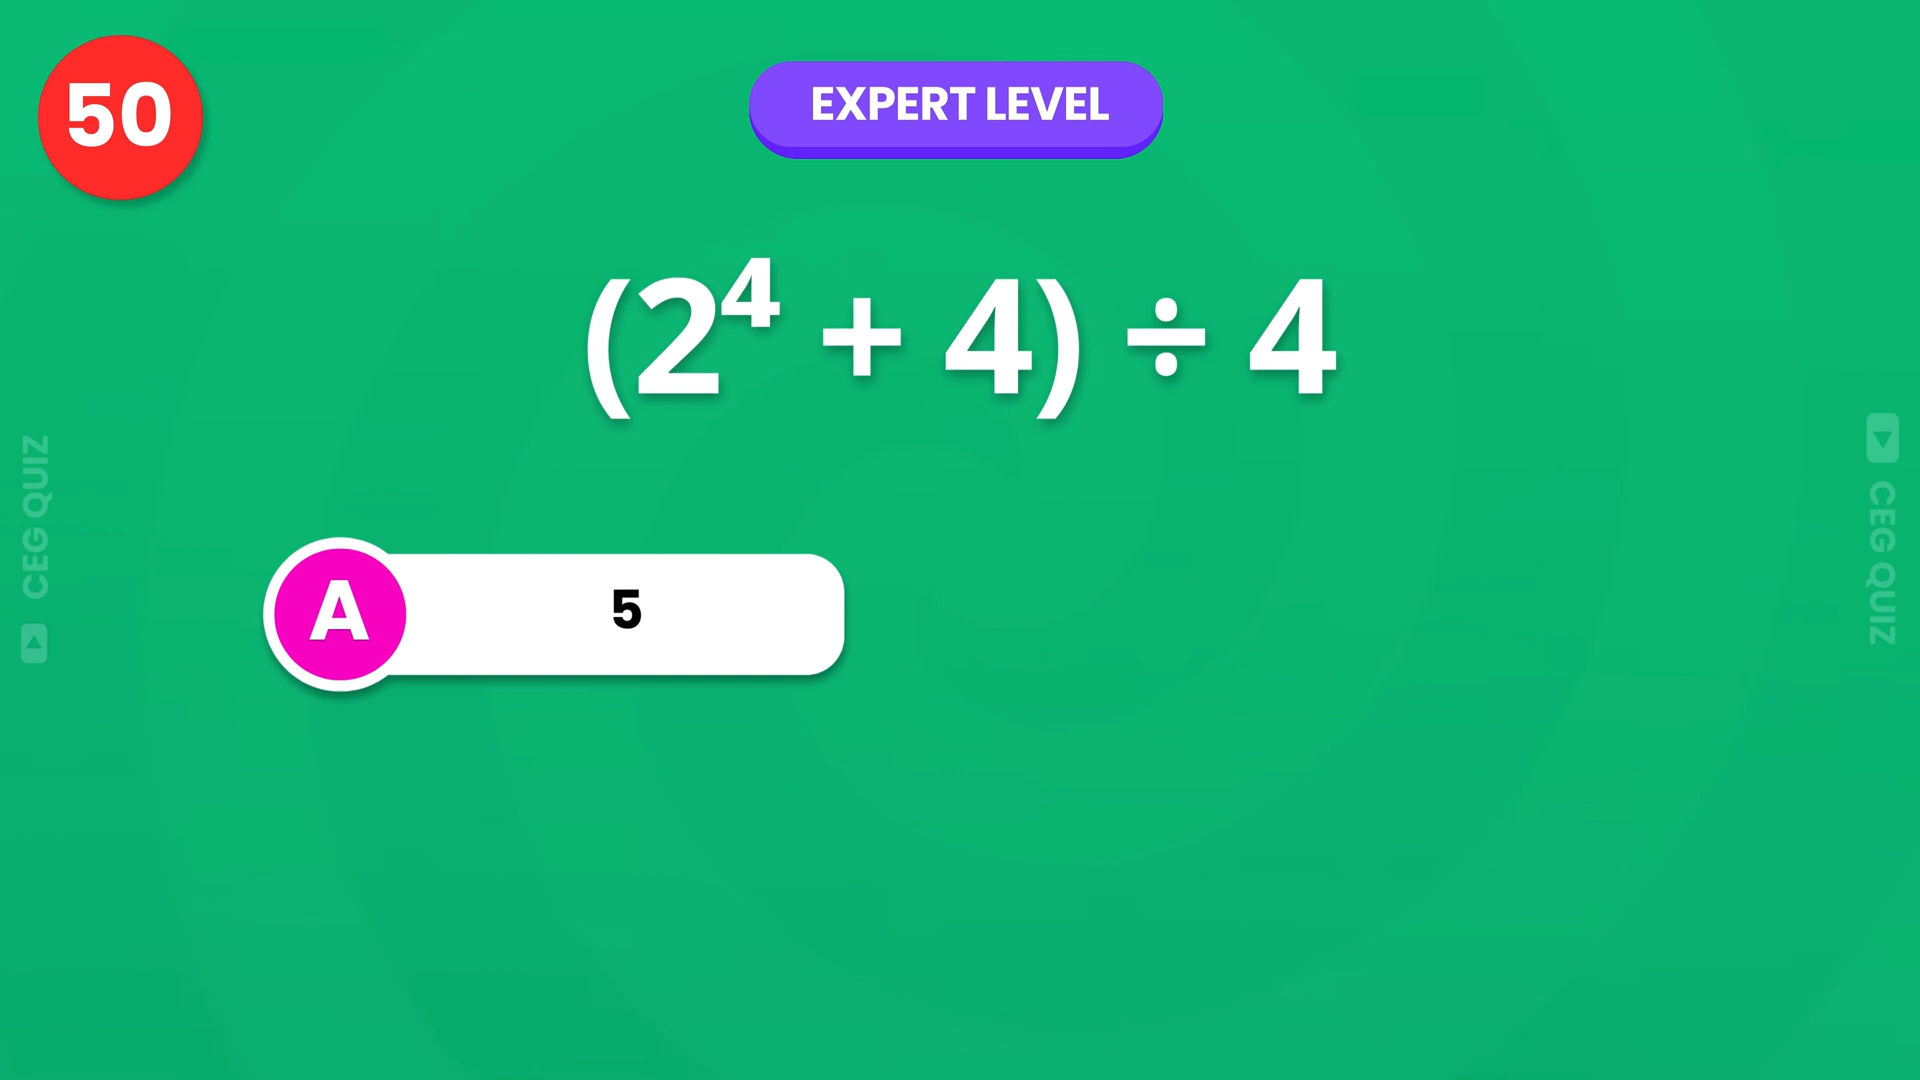 50
EXPERT LEVEL
(2⁴ + 4) ÷ 4
A
5
CEG QUIZ
CEG QUIZ